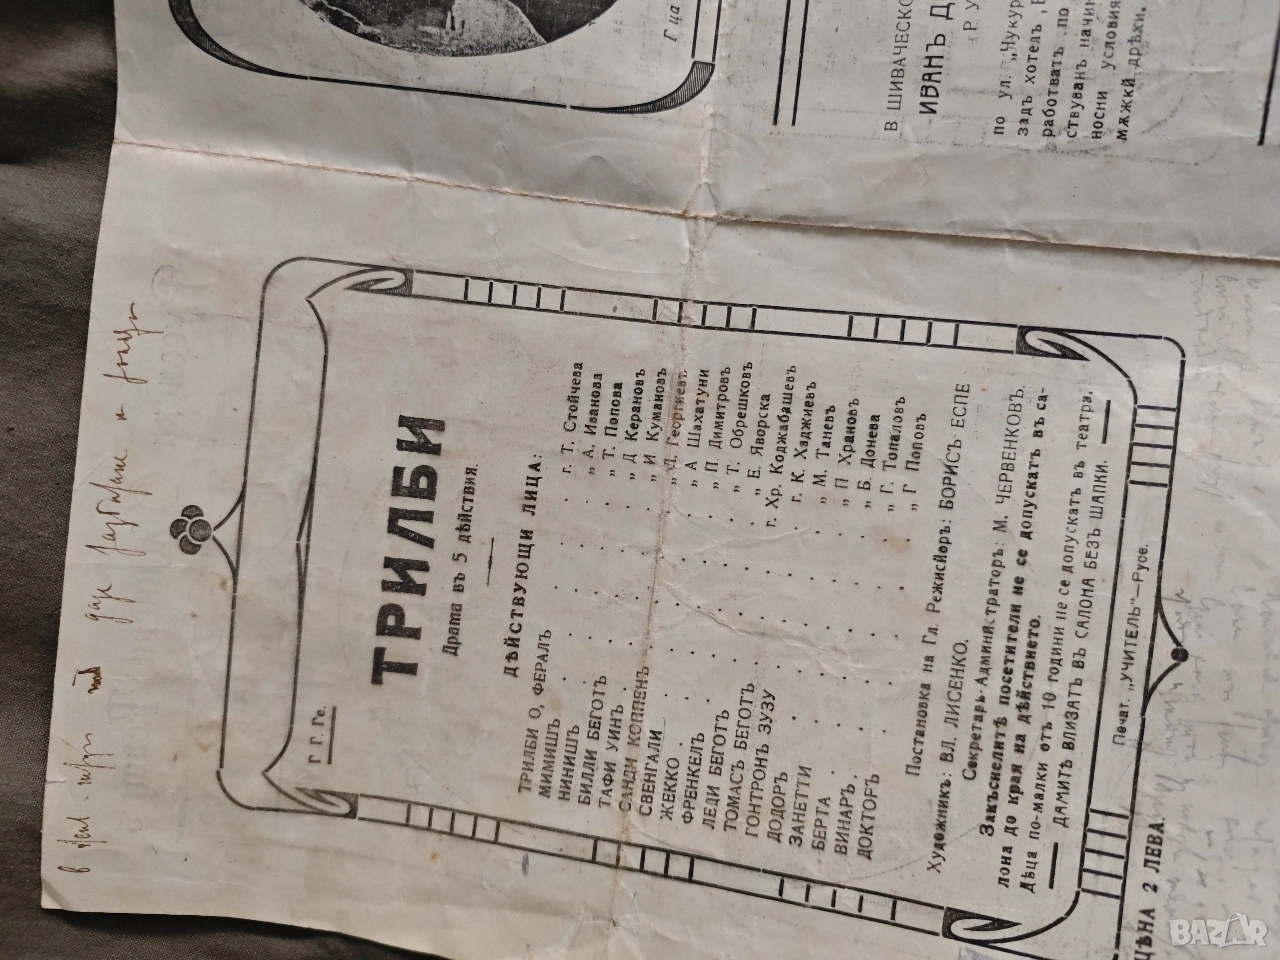 Г Г. Ге.
ТРИЛБИ
Драма въ 5 дѣйствия.
ДѢЙСТВУЮЩИ ЛИЦА:
ТРИЛБИ О, ФЕРАЛЪ . г. Т. Стойчева
МИМИШЪ . . . . „ А. Иванова
НИНИШЪ . . . . „ Т. Попова
БИЛЛИ БЕГОТЪ . . . „ Д Керановъ
ТАФИ УИНЪ . . . . „ И Кумановъ
САНДИ КОППЕНЪ . . . „ Д. Георгиевъ
СВЕНГАЛИ . . . . „ А Шахатуни
ЖЕККО . . . . „ П. Димитровъ
ФРЕНКЕЛЪ . . . . „ Т. Обрешковъ
ЛЕДИ БЕГОТЪ . . . „ Е. Яворска
ТОМАСЪ БЕГОТЪ . . г. Хр. Коджабашевъ
ГОНТРОНЪ ЗУЗУ . . . г. К. Хаджиевъ
ДОДОРЪ . . . . „ М. Таневъ
ЗАНЕТТИ . . . . „ П Храновъ
БЕРТА . . . . „ Б. Донева
ВИНАРЪ . . . . „ Г. Топаловъ
ДОКТОРЪ . . . . „ Г Поповъ
Постановка на Гл. Режисйоръ: БОРИСЪ ЕСПЕ
Художникъ: ВЛ. ЛИСЕНКО.
Секретарь-Администраторъ: М. ЧЕРВЕНКОВЪ.
Закъснелитѣ посетители не се допускатъ въ са-
лона до края на дѣйствието.
Дѣца по-малки отъ 10 години не се допускатъ въ театра,
ДАМИТѢ ВЛИЗАТЪ ВЪ САЛОНА БЕЗЪ ШАПКИ.
Печат. „УЧИТЕЛЬ“—Русе.
ЦѢНА 2 ЛЕВА.
Г ца
В ШИВАЧЕСКО
ИВАНЪ Д
Р У
по ул. „Чукур
задъ хотелъ
работватъ по
ствуванъ начин
носни условия
мѫжки дрѣхи.
BAZAR